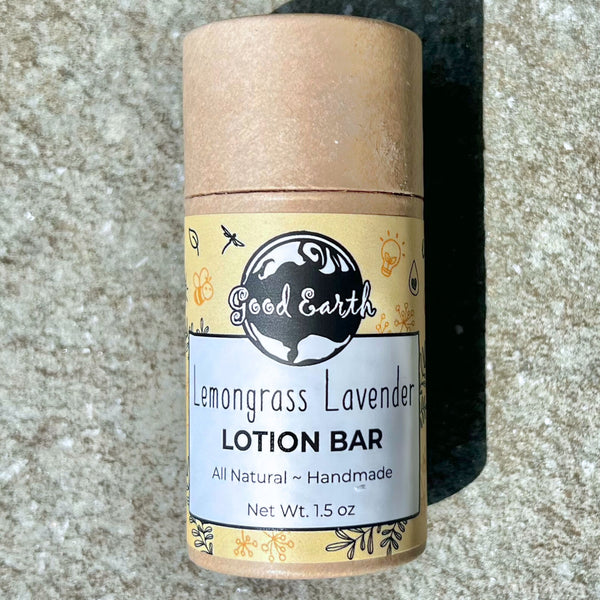 Good Earth
Lemongrass Lavender
LOTION BAR
All Natural ~ Handmade
Net Wt. 1.5 oz